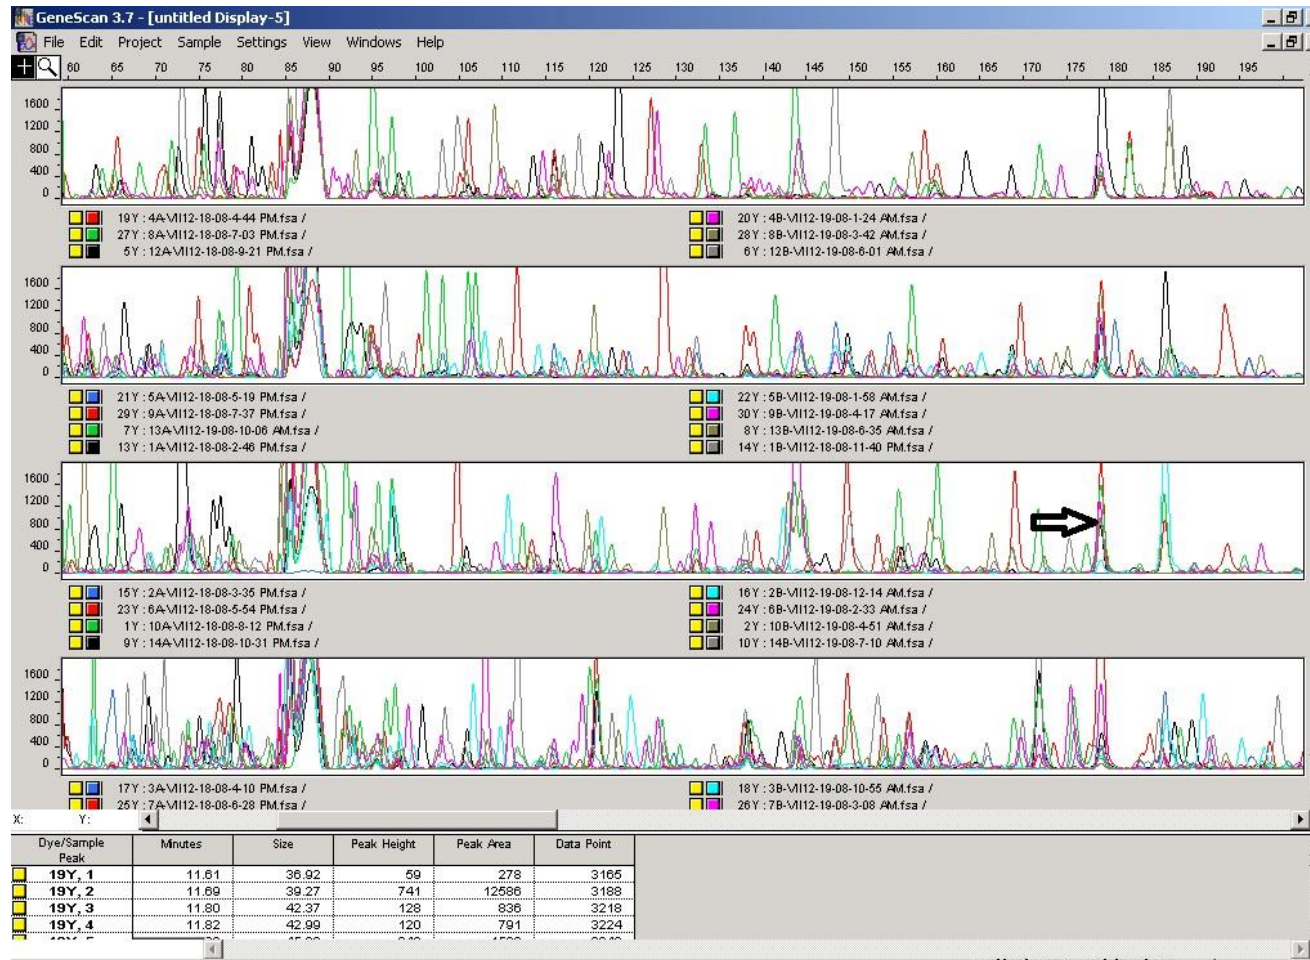 GeneScan 3.7 - [untitled Display-5]
File Edit Project Sample Settings View Windows Help
60 65 70 75 80 85 90 95 100 105 110 115 120 125 130 135 140 145 150 155 160 165 170 175 180 185 190 195
1600
1200
800
400
0
19Y : 4A-VII12-18-08-4-44 PM.fsa / 20Y : 4B-VII12-19-08-1-24 AM.fsa /
27Y : 8A-VII12-18-08-7-03 PM.fsa / 28Y : 8B-VII12-19-08-3-42 AM.fsa /
5Y : 12A-VII12-18-08-9-21 PM.fsa / 6Y : 12B-VII12-19-08-6-01 AM.fsa /
1600
1200
800
400
0
21Y : 5A-VII12-18-08-5-19 PM.fsa / 22Y : 5B-VII12-19-08-1-58 AM.fsa /
29Y : 9A-VII12-18-08-7-37 PM.fsa / 30Y : 9B-VII12-19-08-4-17 AM.fsa /
7Y : 13A-VII12-19-08-10-06 AM.fsa / 8Y : 13B-VII12-19-08-6-35 AM.fsa /
13Y : 1A-VII12-18-08-2-46 PM.fsa / 14Y : 1B-VII12-18-08-11-40 PM.fsa /
1600
1200
800
400
0
15Y : 2A-VII12-18-08-3-35 PM.fsa / 16Y : 2B-VII12-19-08-12-14 AM.fsa /
23Y : 6A-VII12-18-08-5-54 PM.fsa / 24Y : 6B-VII12-19-08-2-33 AM.fsa /
1Y : 10A-VII12-18-08-8-12 PM.fsa / 2Y : 10B-VII12-19-08-4-51 AM.fsa /
9Y : 14A-VII12-18-08-10-31 PM.fsa / 10Y : 14B-VII12-19-08-7-10 AM.fsa /
1600
1200
800
400
0
17Y : 3A-VII12-18-08-4-10 PM.fsa / 18Y : 3B-VII12-19-08-10-55 AM.fsa /
25Y : 7A-VII12-18-08-6-28 PM.fsa / 26Y : 7B-VII12-19-08-3-08 AM.fsa /
X: Y:
Dye/Sample Peak Minutes Size Peak Height Peak Area Data Point
19Y, 1 11.61 36.92 59 278 3165
19Y, 2 11.69 39.27 741 12586 3188
19Y, 3 11.80 42.37 128 836 3218
19Y, 4 11.82 42.99 120 791 3224